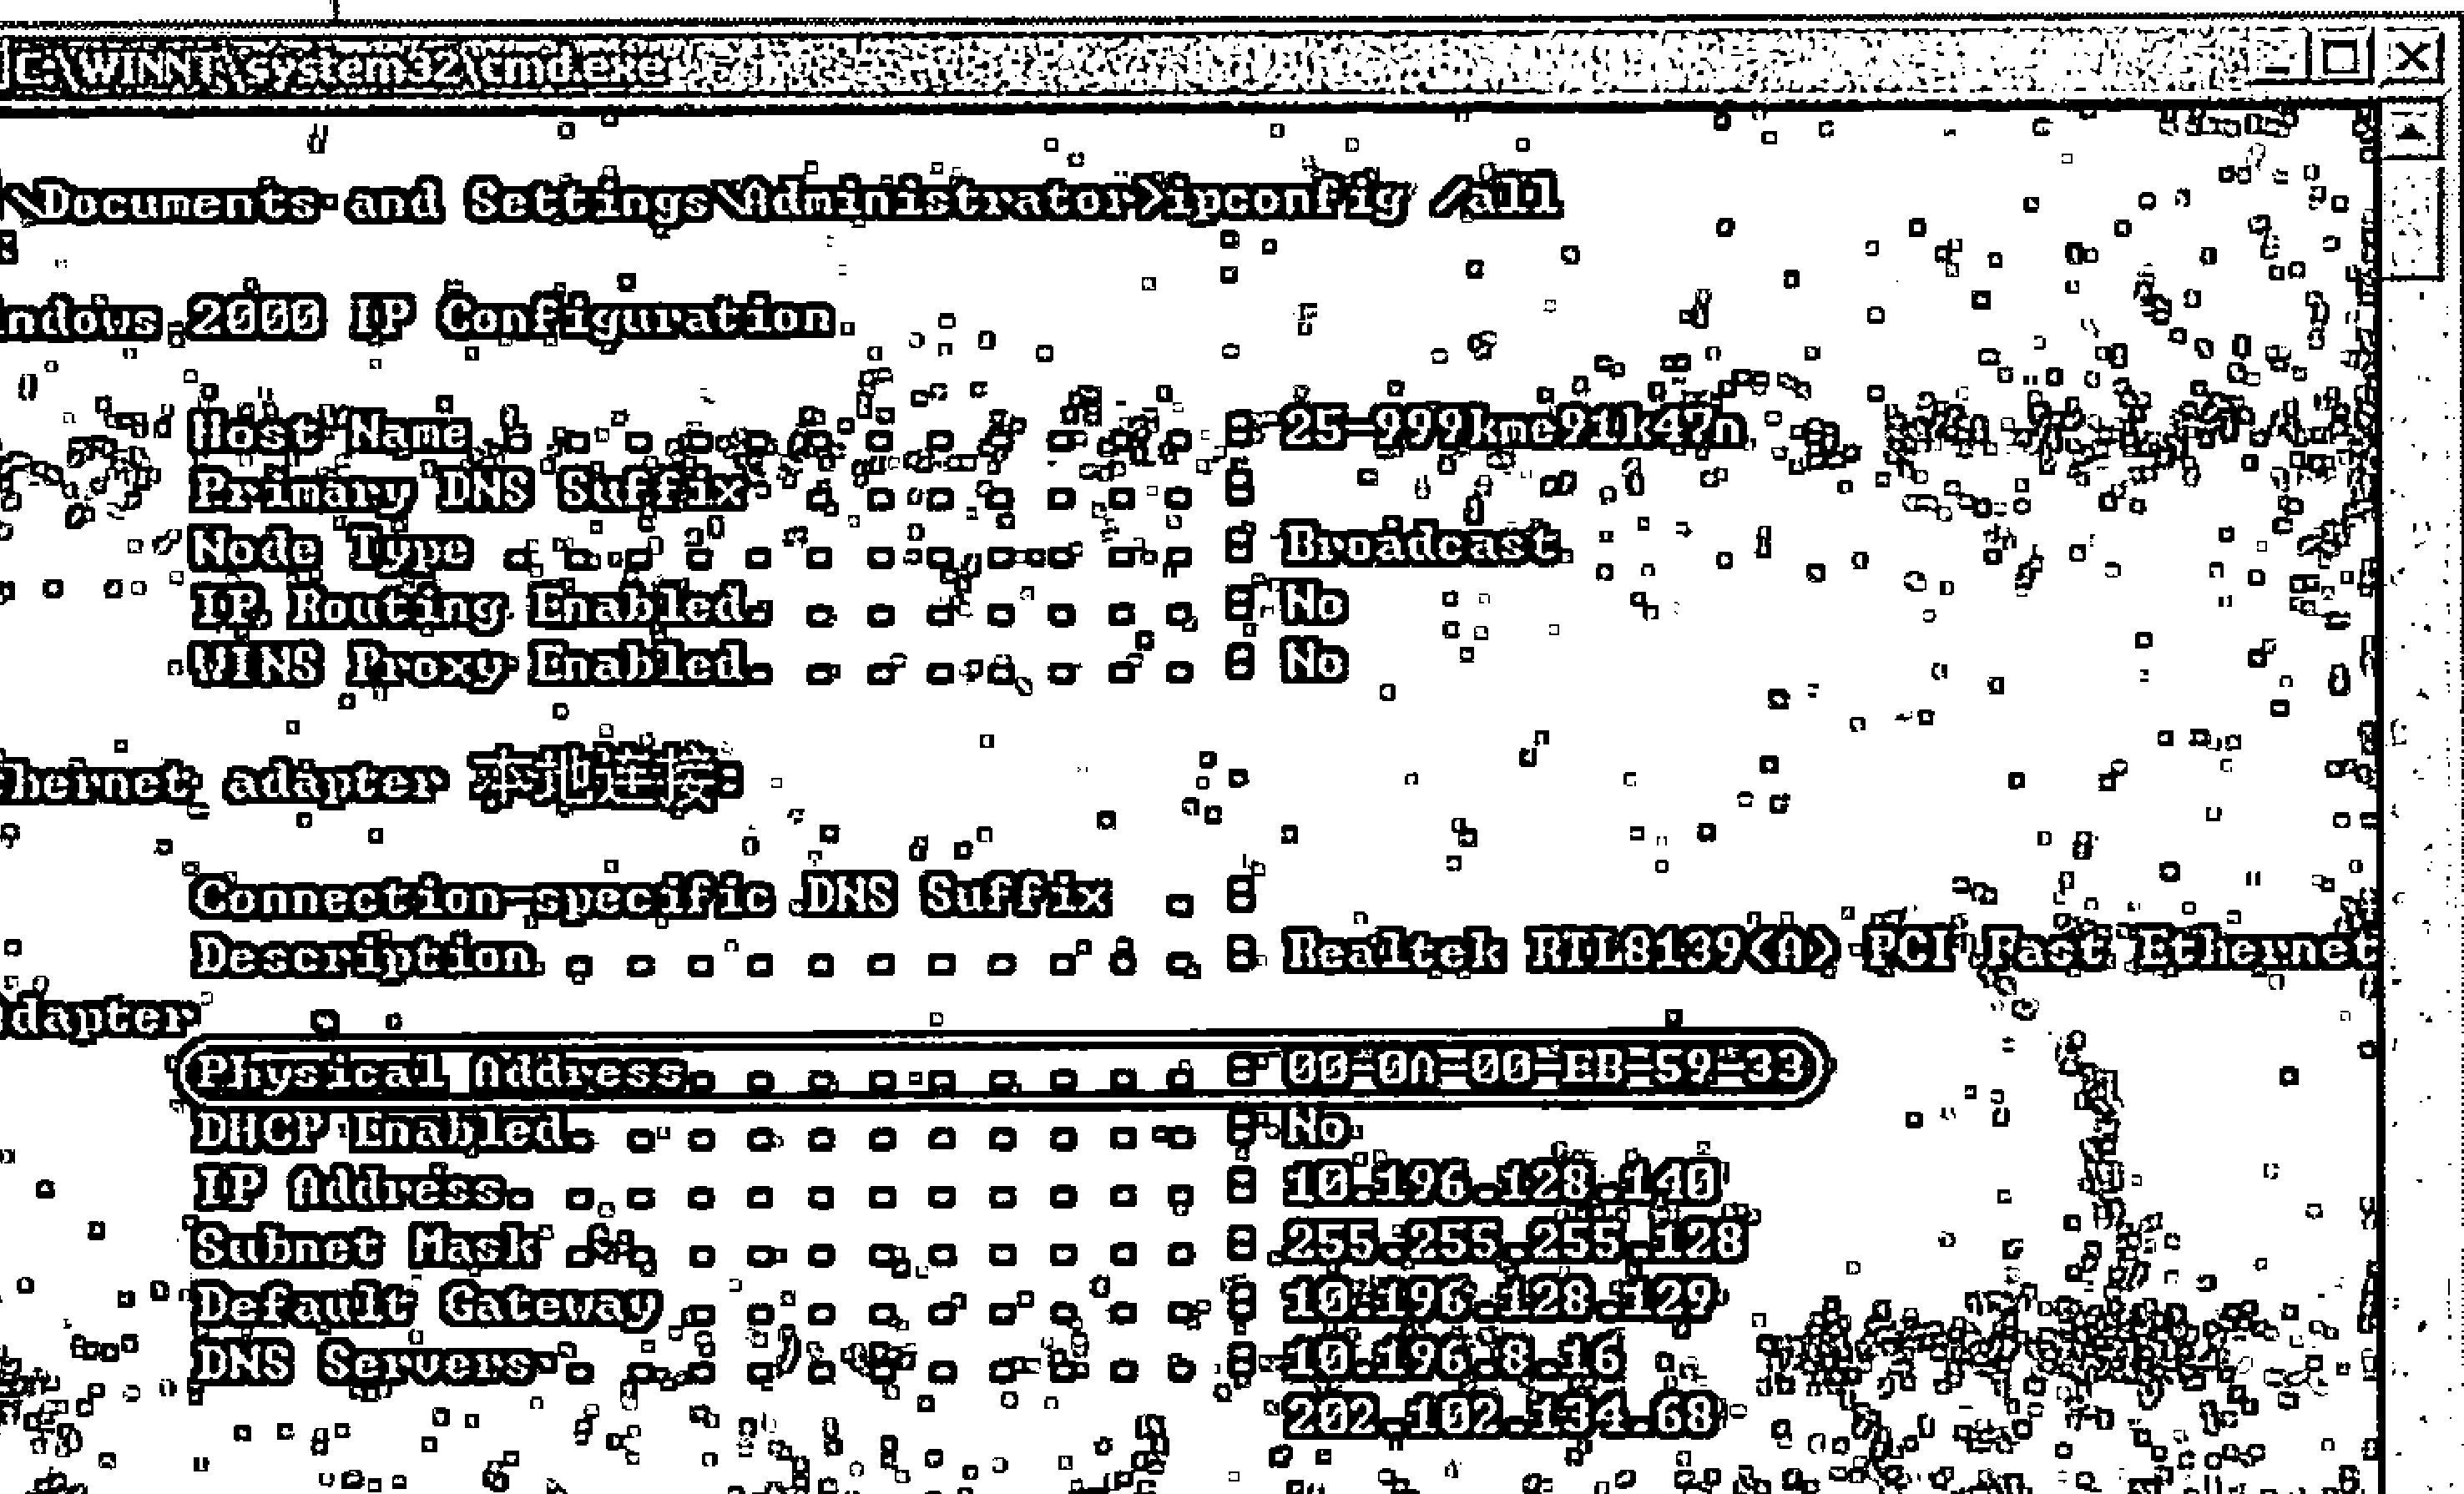 C:\WINNT\system32\cmd.exe
\Documents and Settings\Administrator>ipconfig /all
ndows 2000 IP Configuration
Host Name . . . . . . . . . . . . : 25-999kme91k47n
Primary DNS Suffix . . . . . . . :
Node Type . . . . . . . . . . . . : Broadcast
IP Routing Enabled. . . . . . . . : No
WINS Proxy Enabled. . . . . . . . : No
hernet adapter 本地连接:
Connection-specific DNS Suffix . :
Description . . . . . . . . . . . : Realtek RTL8139(A) PCI Fast Ethernet
dapter
Physical Address. . . . . . . . . : 00-0A-00-EB-59-33
DHCP Enabled. . . . . . . . . . . : No
IP Address. . . . . . . . . . . . : 10.196.128.140
Subnet Mask . . . . . . . . . . . : 255.255.255.128
Default Gateway . . . . . . . . . : 10.196.128.129
DNS Servers . . . . . . . . . . . : 10.196.8.16
202.102.134.68